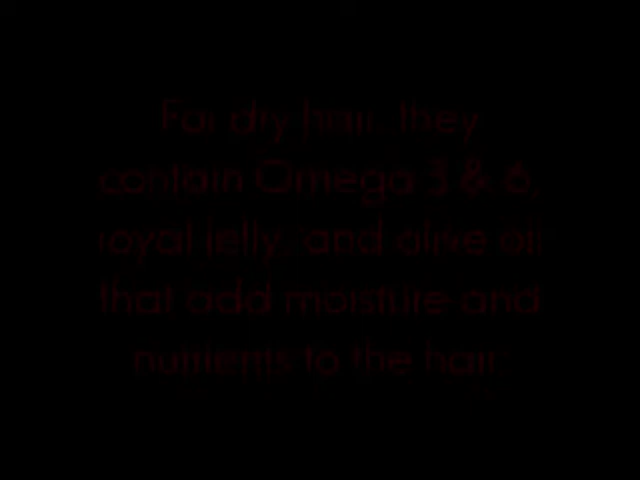 For dry hair, they
contain Omega 3 & 6,
royal jelly, and olive oil
that add moisture and
nutrients to the hair.